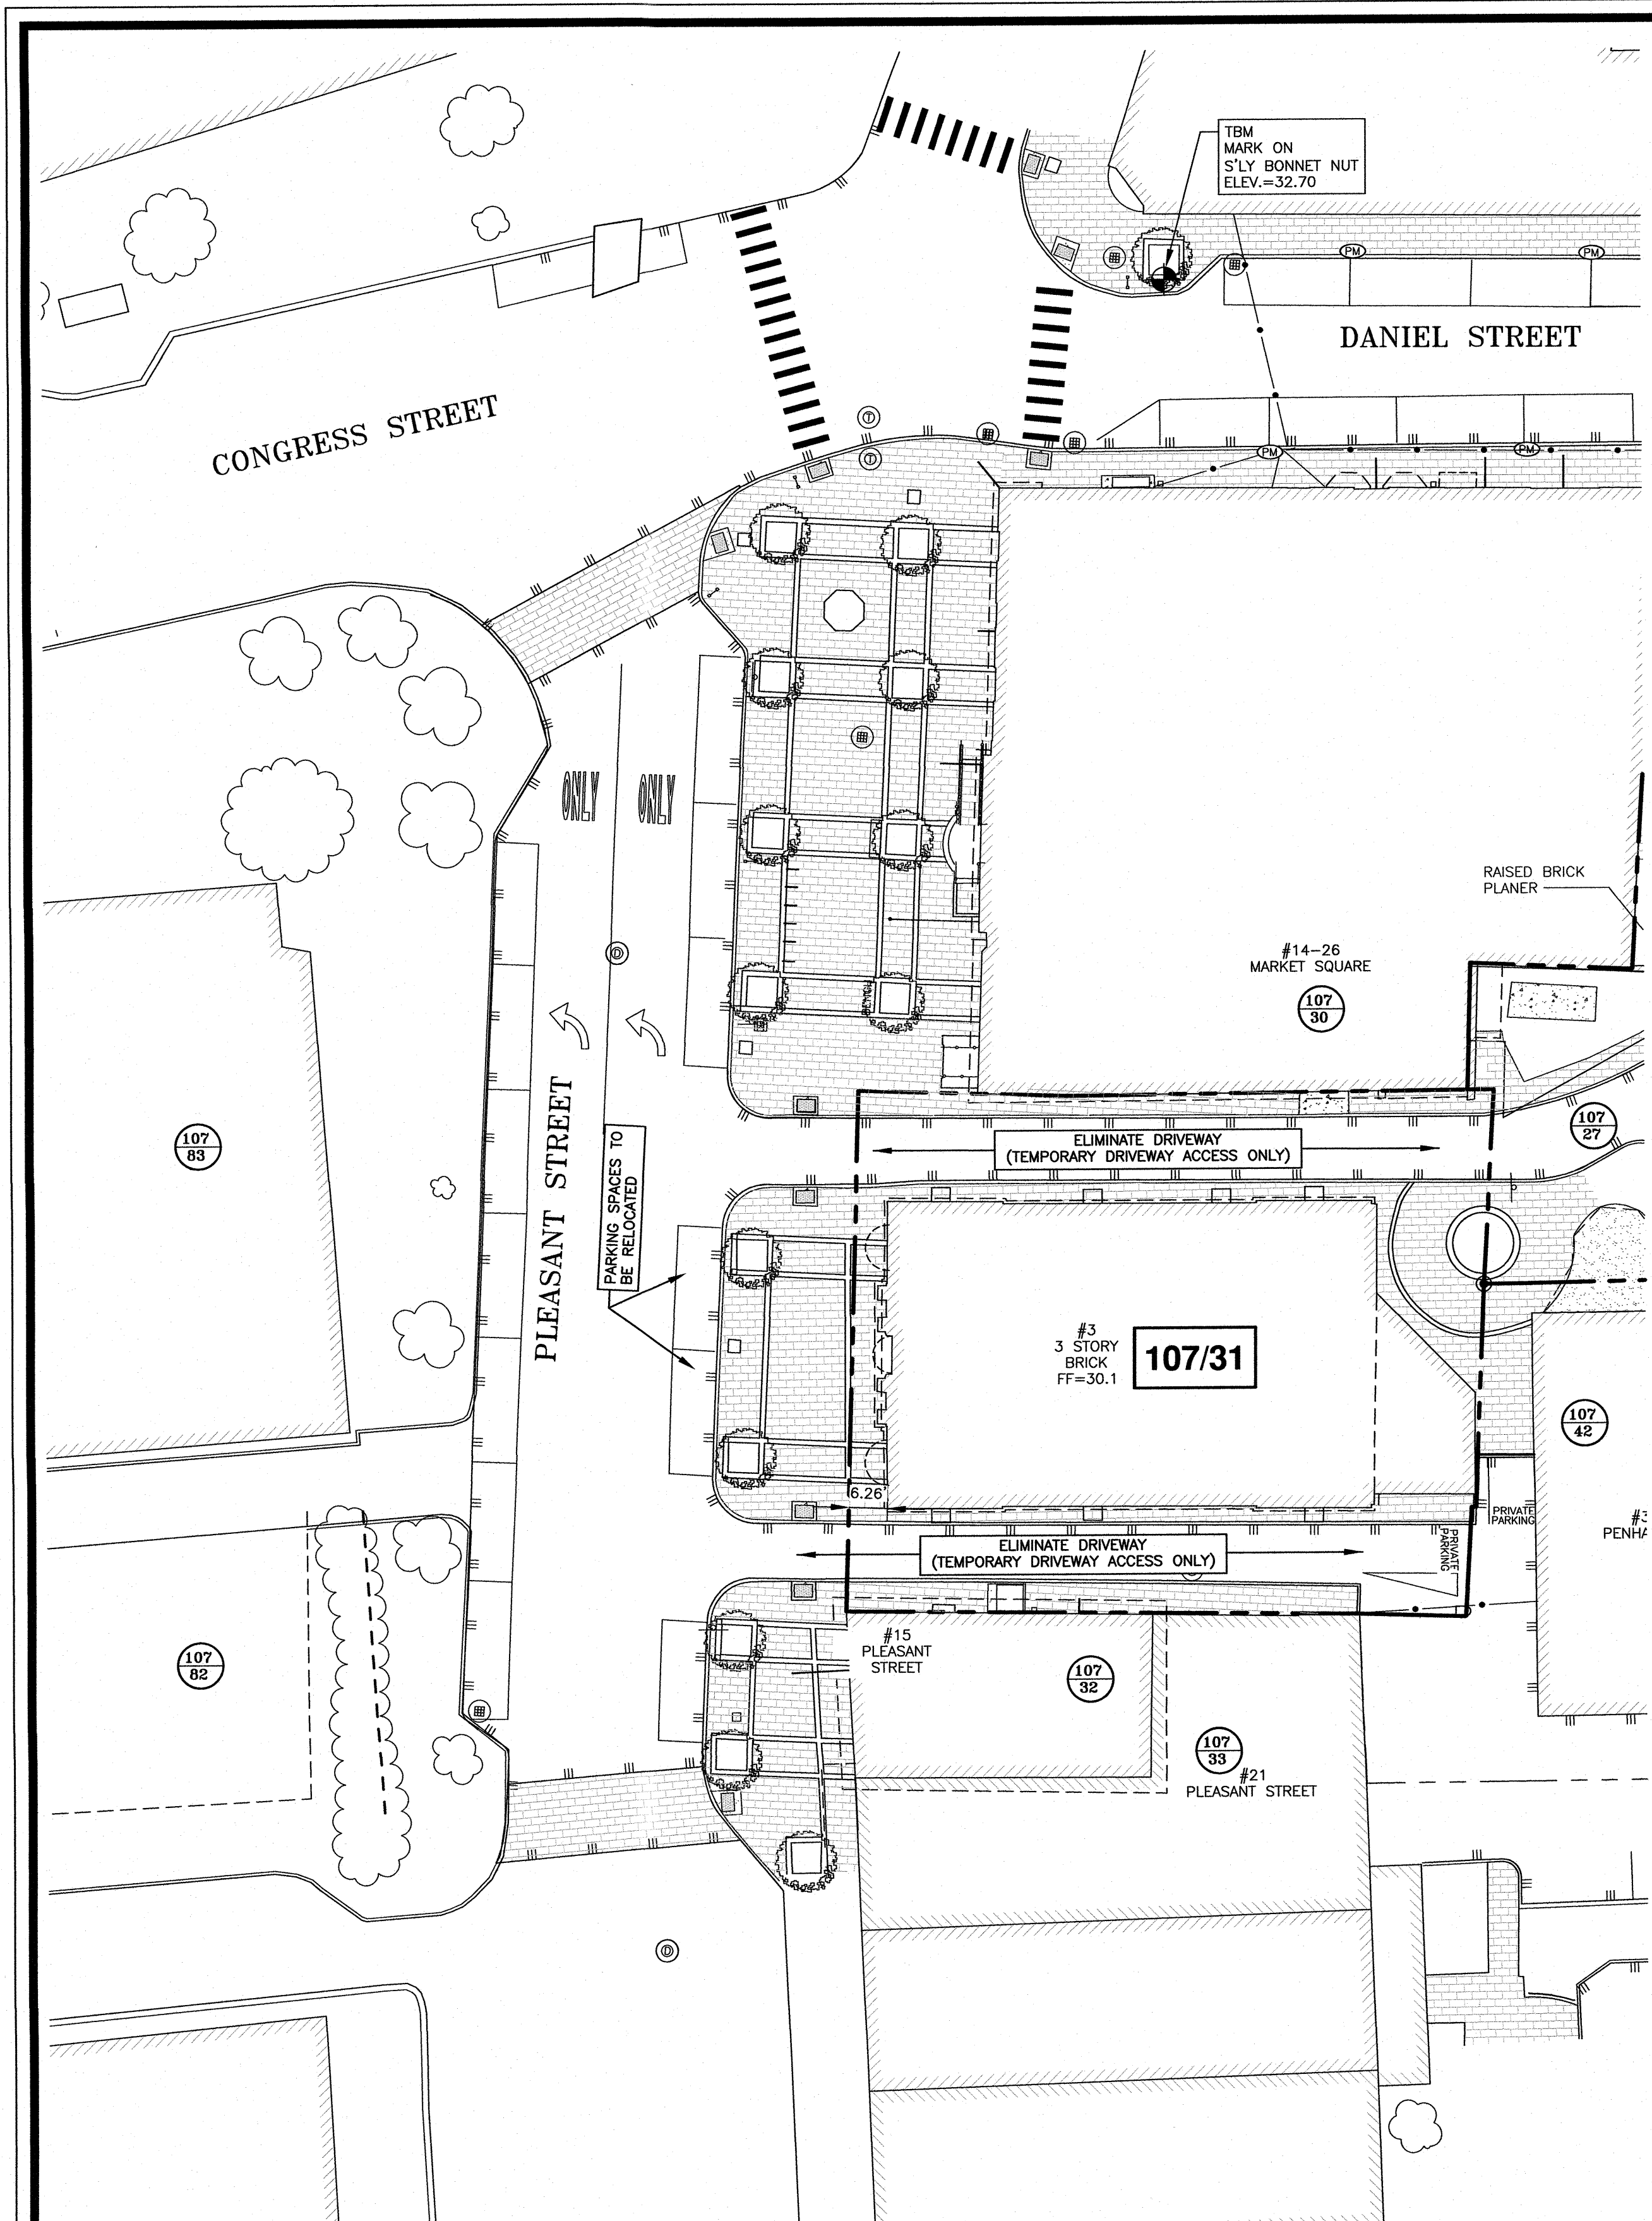 TBM
MARK ON
S'LY BONNET NUT
ELEV.=32.70
PM
PM
DANIEL STREET
CONGRESS STREET
T
T
PM
PM
ONLY
ONLY
RAISED BRICK
PLANER
#14-26
MARKET SQUARE
107
30
D
PLEASANT STREET
107
83
107
27
ELIMINATE DRIVEWAY
(TEMPORARY DRIVEWAY ACCESS ONLY)
PARKING SPACES TO
BE RELOCATED
#3
3 STORY
BRICK
FF=30.1
107/31
107
42
6.26'
PRIVATE
PARKING
PRIVATE
PARKING
#3
PENHA
ELIMINATE DRIVEWAY
(TEMPORARY DRIVEWAY ACCESS ONLY)
#15
PLEASANT
STREET
107
82
107
32
107
33
#21
PLEASANT STREET
D